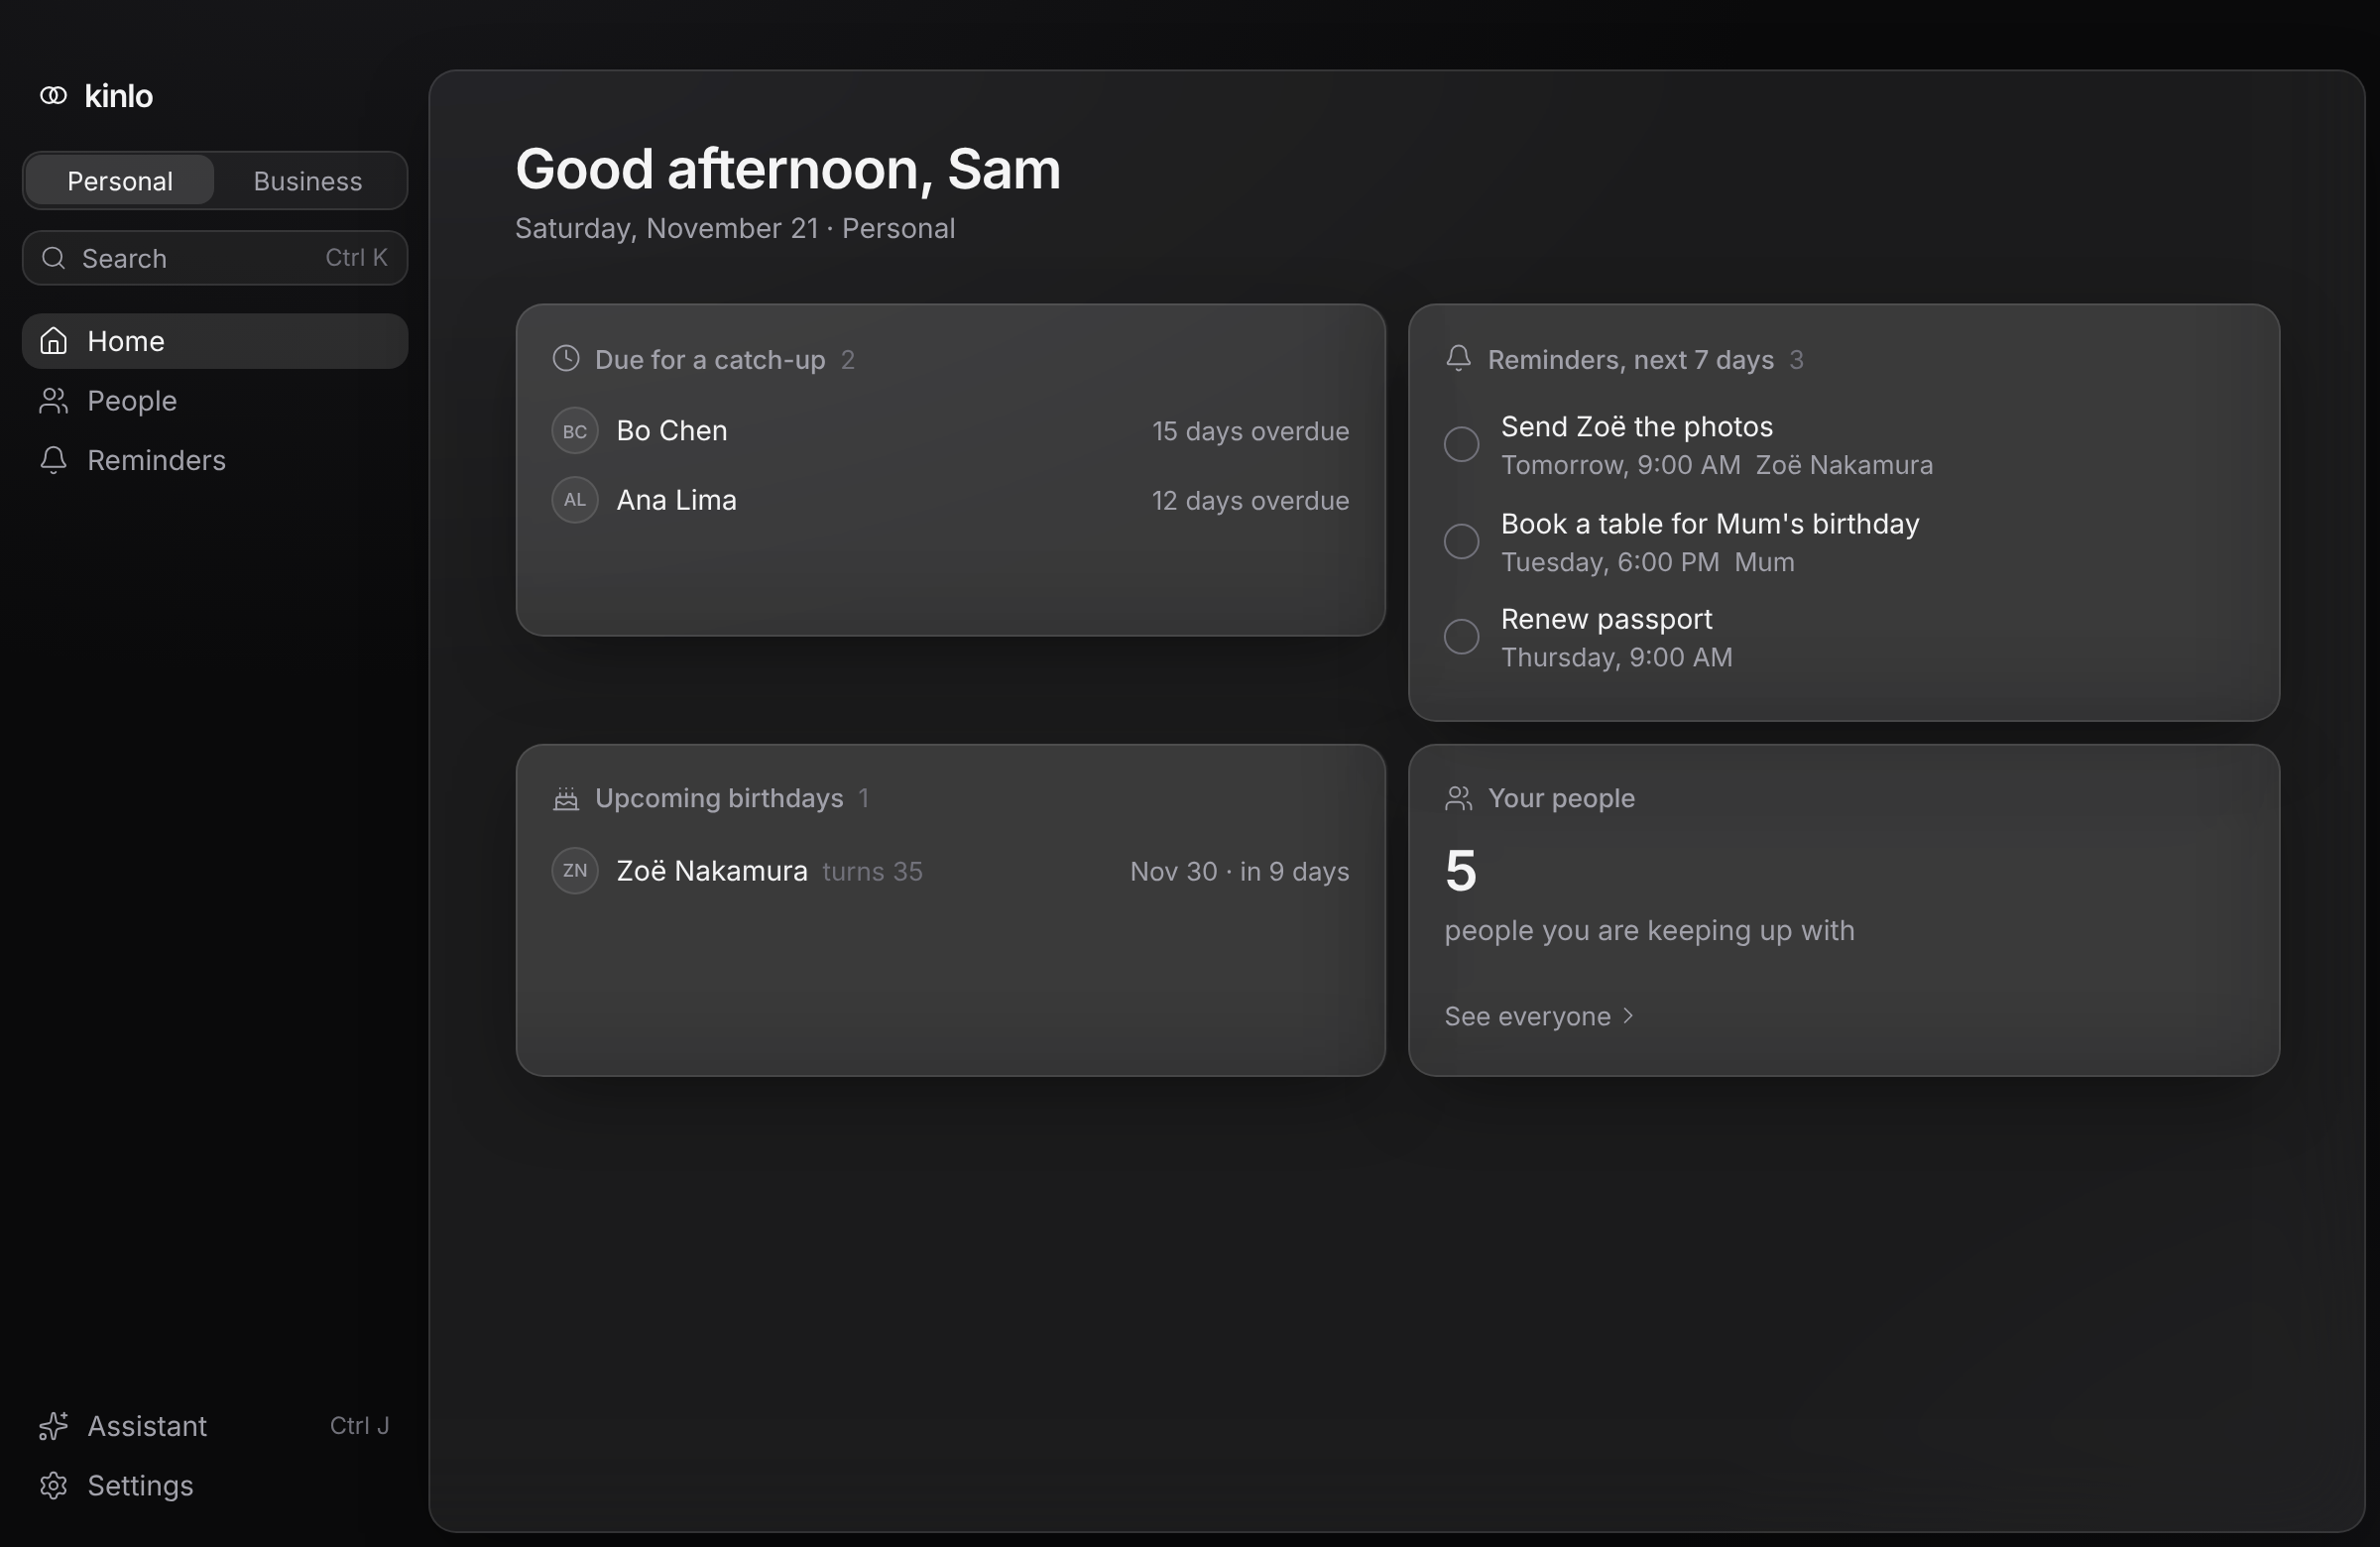 kinlo
Personal Business
Search Ctrl K
Home
People
Reminders
Assistant Ctrl J
Settings
Good afternoon, Sam
Saturday, November 21 · Personal
Due for a catch-up 2
BC Bo Chen 15 days overdue
AL Ana Lima 12 days overdue
Reminders, next 7 days 3
Send Zoë the photos
Tomorrow, 9:00 AM Zoë Nakamura
Book a table for Mum's birthday
Tuesday, 6:00 PM Mum
Renew passport
Thursday, 9:00 AM
Upcoming birthdays 1
ZN Zoë Nakamura turns 35 Nov 30 · in 9 days
Your people
5
people you are keeping up with
See everyone